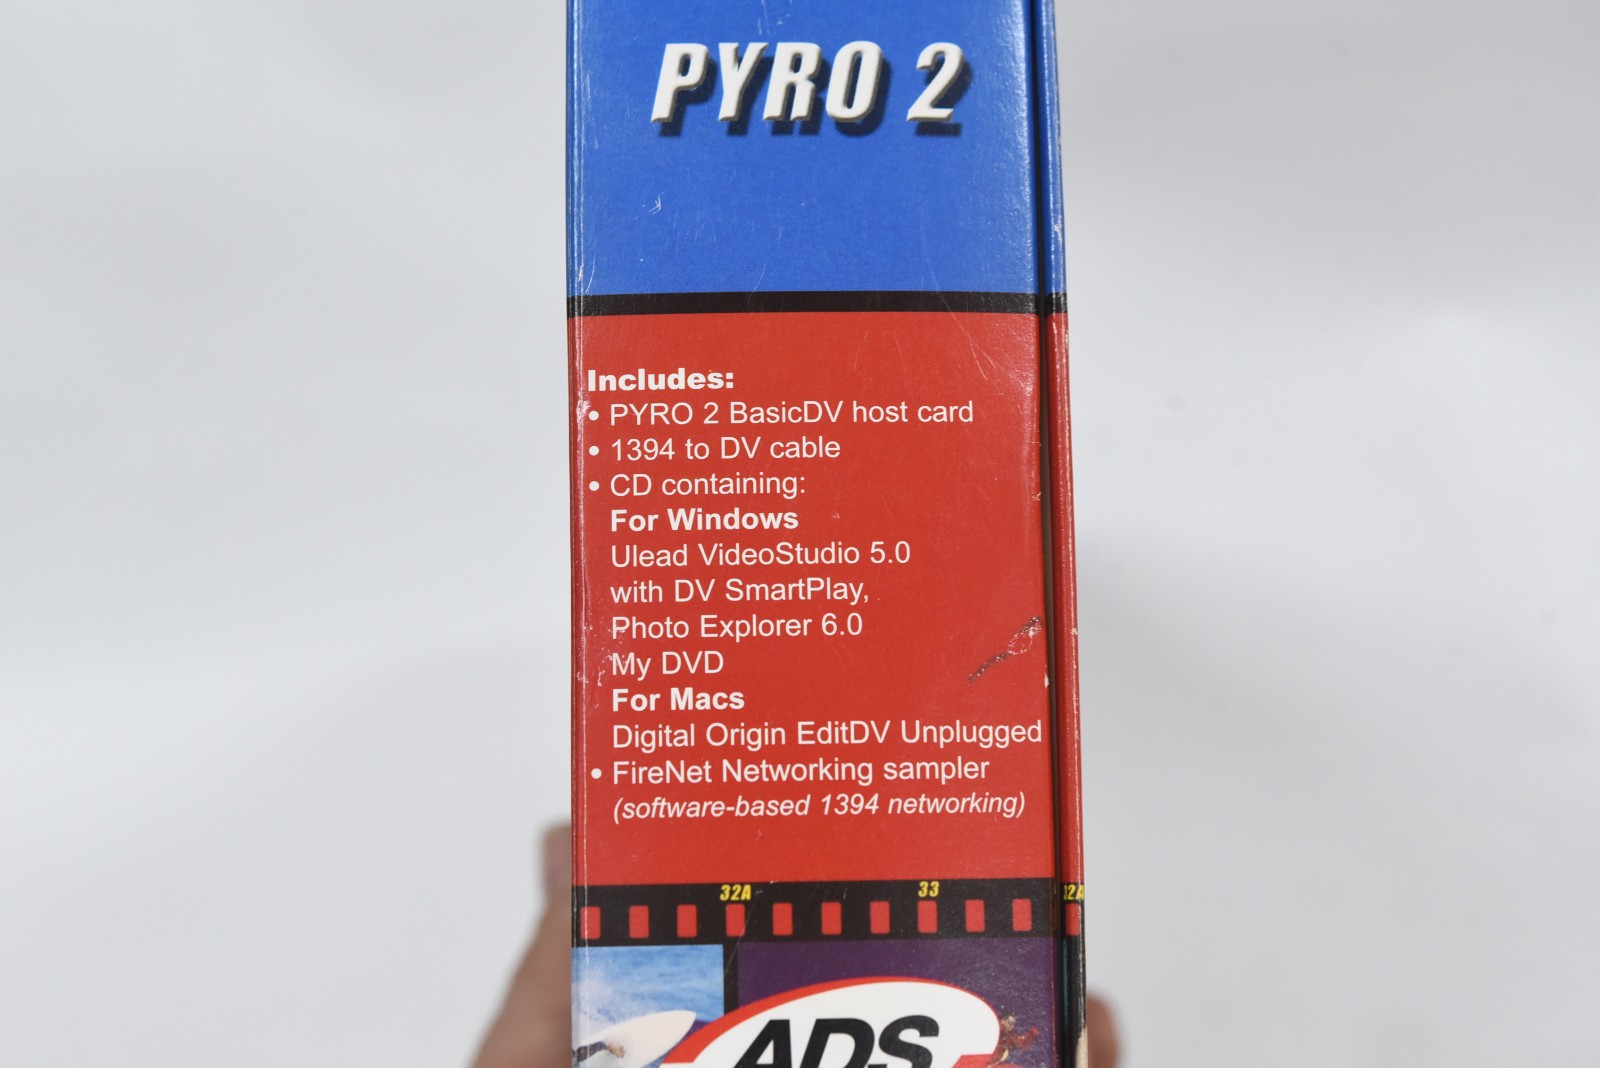 PYRO 2
Includes:
• PYRO 2 BasicDV host card
• 1394 to DV cable
• CD containing:
For Windows
Ulead VideoStudio 5.0
with DV SmartPlay,
Photo Explorer 6.0
My DVD
For Macs
Digital Origin EditDV Unplugged
• FireNet Networking sampler
(software-based 1394 networking)
32A 33 32A
ADS